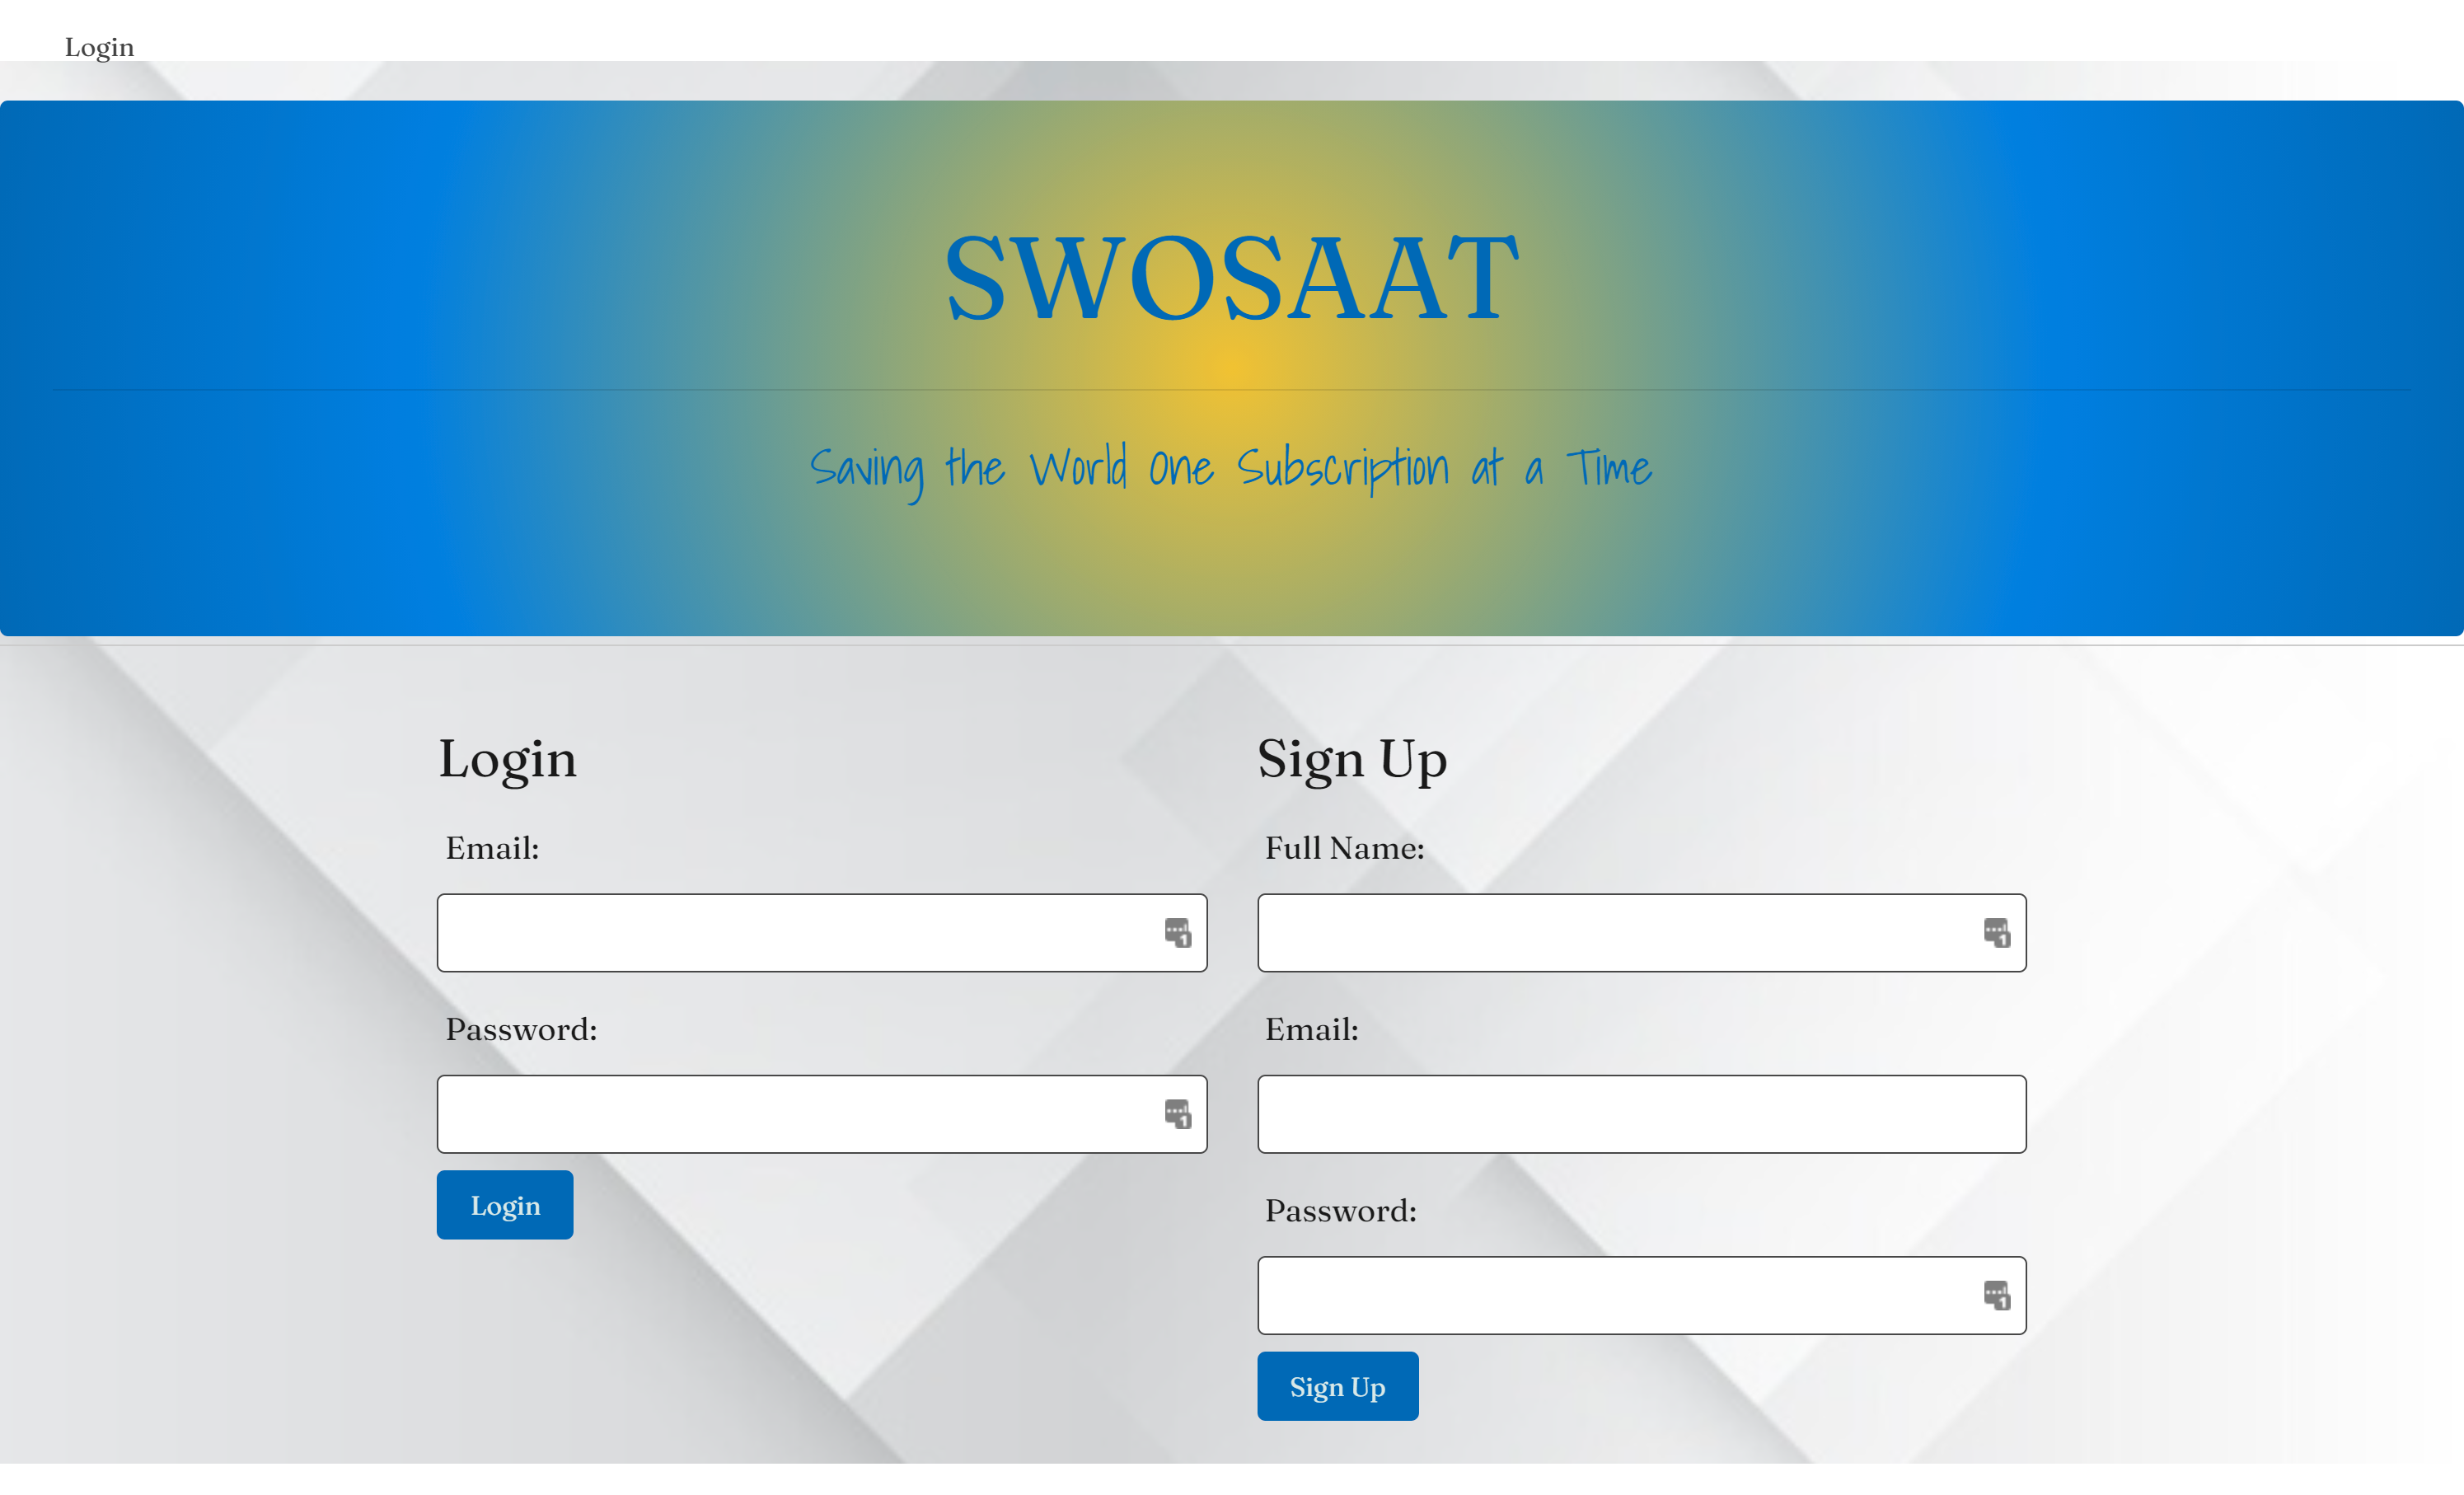 Login
SWOSAAT
Saving the World One Subscription at a Time
Login
Email:
Password:
Login
Sign Up
Full Name:
Email:
Password:
Sign Up